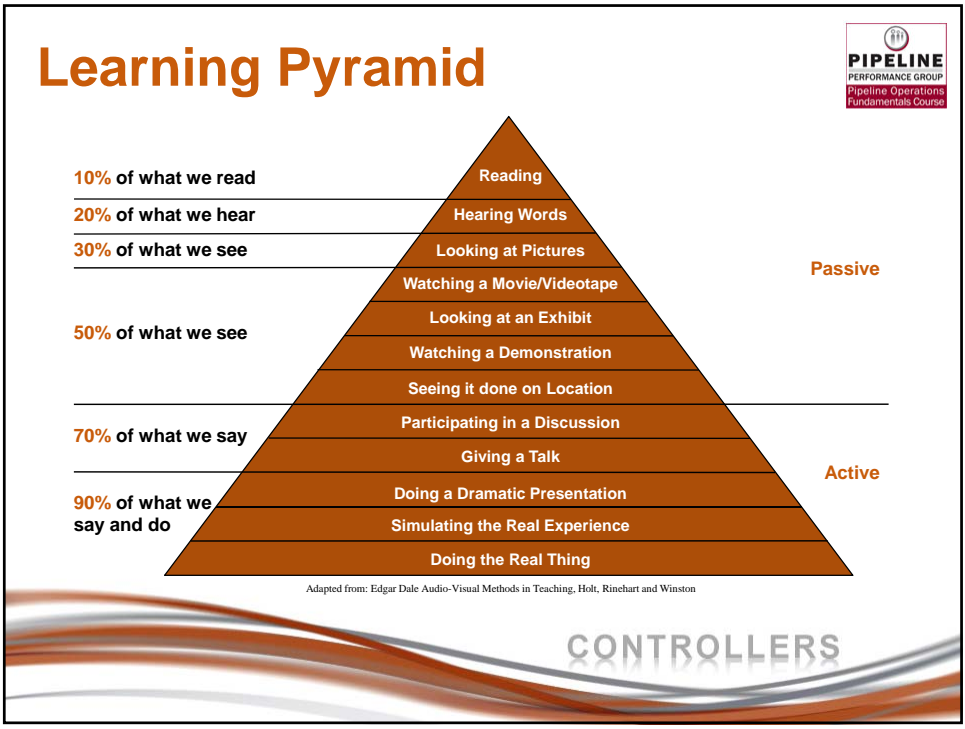 Learning Pyramid
PIPELINE
PERFORMANCE GROUP
Pipeline Operations
Fundamentals Course
10% of what we read
20% of what we hear
30% of what we see
50% of what we see
70% of what we say
90% of what we
say and do
Reading
Hearing Words
Looking at Pictures
Watching a Movie/Videotape
Looking at an Exhibit
Watching a Demonstration
Seeing it done on Location
Participating in a Discussion
Giving a Talk
Doing a Dramatic Presentation
Simulating the Real Experience
Doing the Real Thing
Passive
Active
Adapted from: Edgar Dale Audio-Visual Methods in Teaching, Holt, Rinehart and Winston
CONTROLLERS